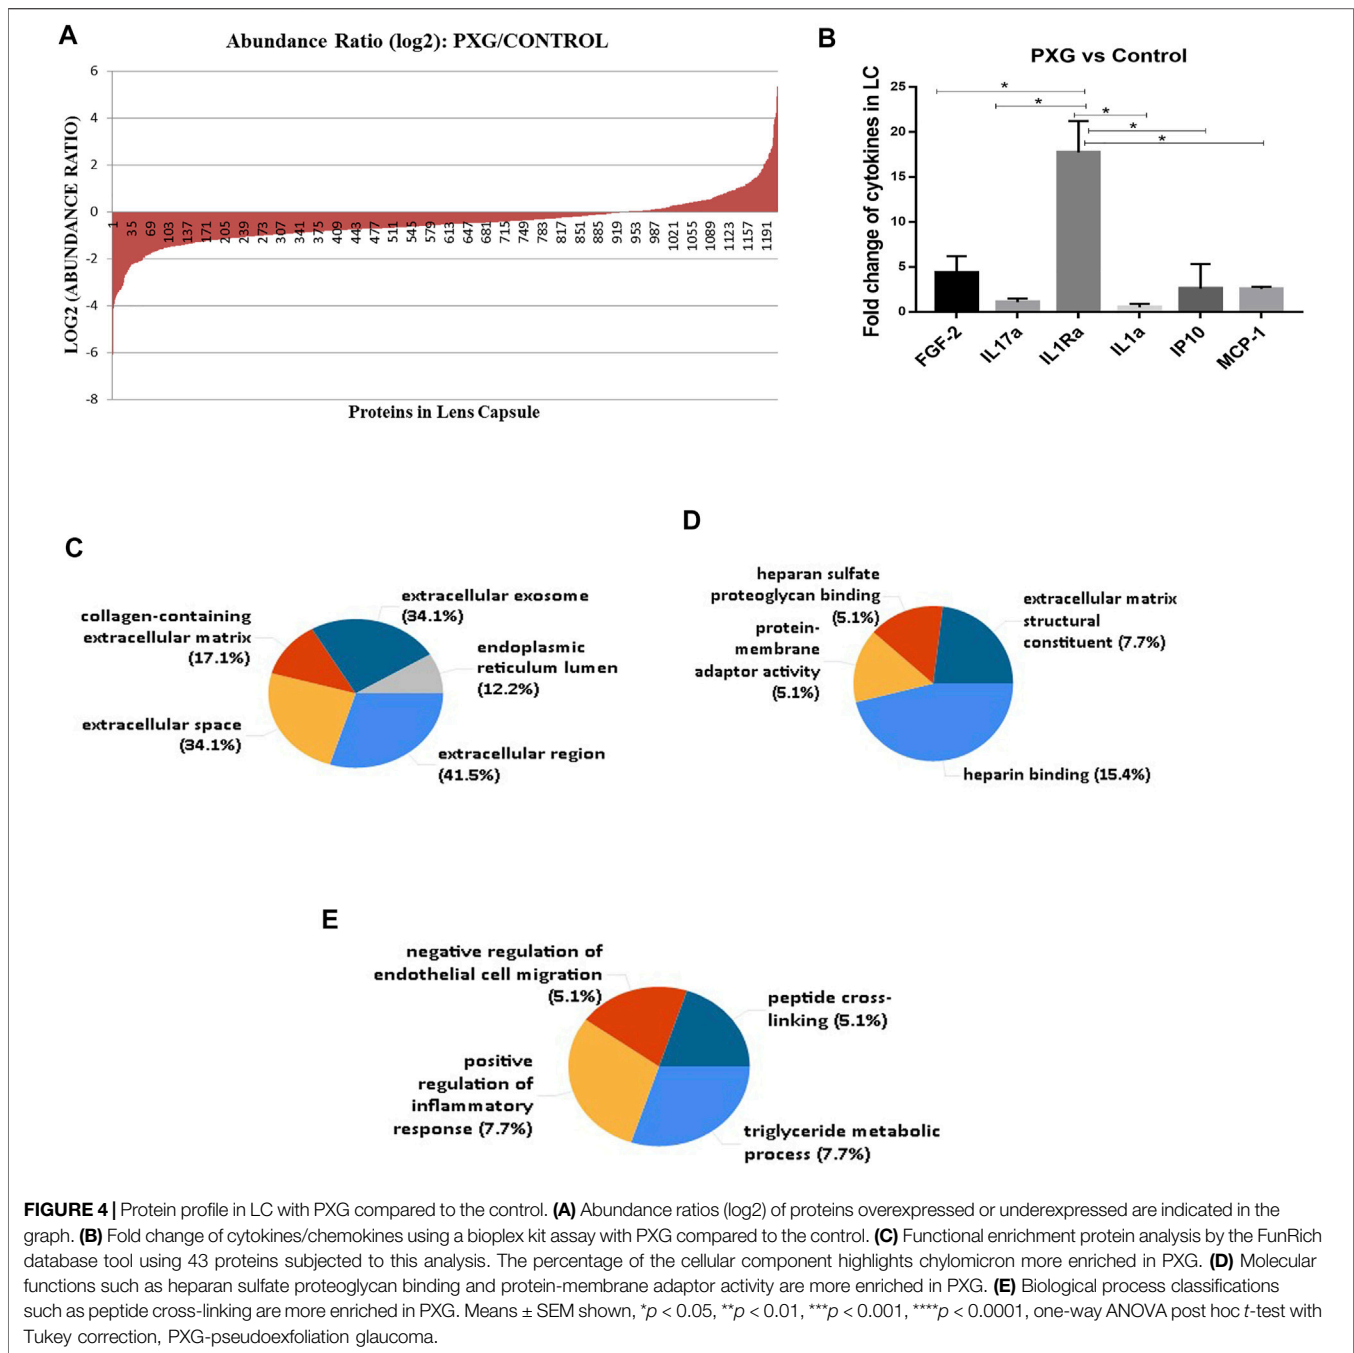 A
Abundance Ratio (log2): PXG/CONTROL
LOG2 (ABUNDANCE RATIO)
6
4
2
0
-2
-4
-6
-8
1 35 69 103 137 171 205 239 273 307 341 375 409 443 477 511 545 579 613 647 681 715 749 783 817 851 885 919 953 987 1021 1055 1089 1123 1157 1191
Proteins in Lens Capsule
B
PXG vs Control
Fold change of cytokines in LC
25
20
15
10
5
0
*
*
*
*
*
FGF-2 IL17a IL1Ra IL1a IP10 MCP-1
C
extracellular exosome
(34.1%)
collagen-containing
extracellular matrix
(17.1%)
endoplasmic
reticulum lumen
(12.2%)
extracellular space
(34.1%)
extracellular region
(41.5%)
D
heparan sulfate
proteoglycan binding
(5.1%)
extracellular matrix
structural
constituent (7.7%)
protein-
membrane
adaptor activity
(5.1%)
heparin binding (15.4%)
E
negative regulation of
endothelial cell migration
(5.1%)
peptide cross-
linking (5.1%)
positive
regulation of
inflammatory
response (7.7%)
triglyceride metabolic
process (7.7%)
FIGURE 4 | Protein profile in LC with PXG compared to the control. (A) Abundance ratios (log2) of proteins overexpressed or underexpressed are indicated in the
graph. (B) Fold change of cytokines/chemokines using a bioplex kit assay with PXG compared to the control. (C) Functional enrichment protein analysis by the FunRich
database tool using 43 proteins subjected to this analysis. The percentage of the cellular component highlights chylomicron more enriched in PXG. (D) Molecular
functions such as heparan sulfate proteoglycan binding and protein-membrane adaptor activity are more enriched in PXG. (E) Biological process classifications
such as peptide cross-linking are more enriched in PXG. Means ± SEM shown, *p < 0.05, **p < 0.01, ***p < 0.001, ****p < 0.0001, one-way ANOVA post hoc t-test with
Tukey correction, PXG-pseudoexfoliation glaucoma.